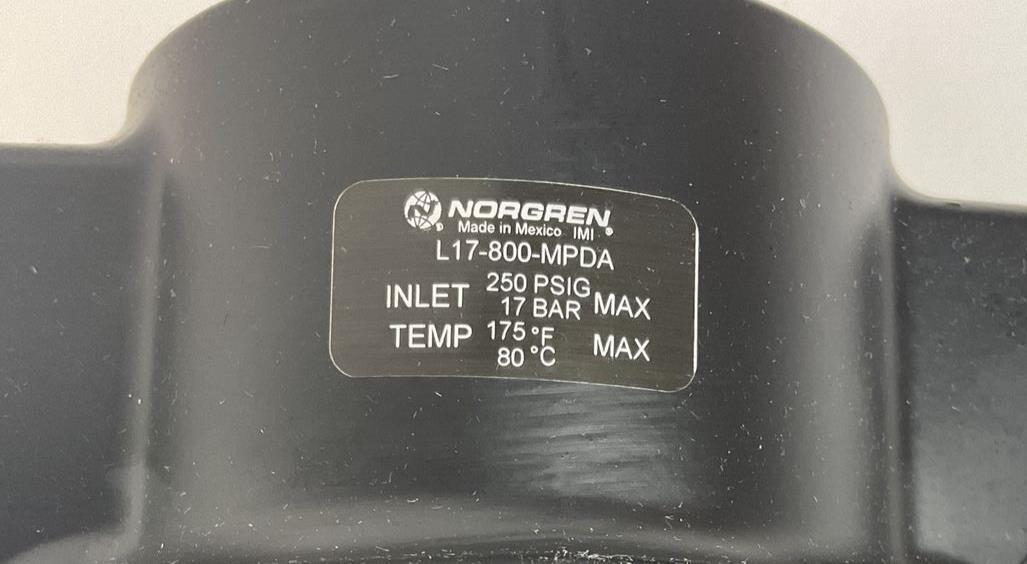 NORGREN
Made in Mexico IMI
L17-800-MPDA
INLET 250 PSIG 17 BAR MAX
TEMP 175 °F 80 °C MAX